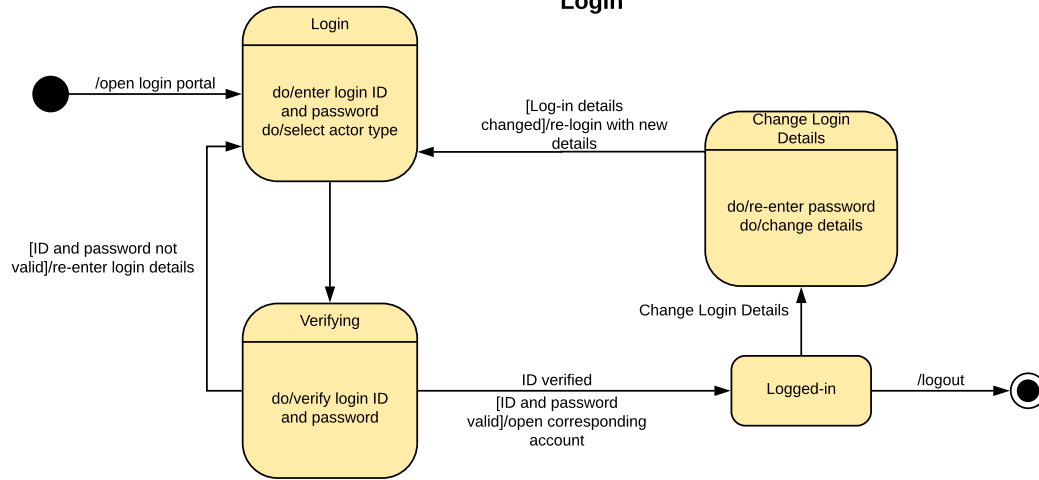 Login
Login
/open login portal
do/enter login ID
and password
do/select actor type
[Log-in details
changed]/re-login with new
details
Change Login
Details
do/re-enter password
do/change details
[ID and password not
valid]/re-enter login details
Change Login Details
Verifying
do/verify login ID
and password
ID verified
[ID and password
valid]/open corresponding
account
Logged-in
/logout